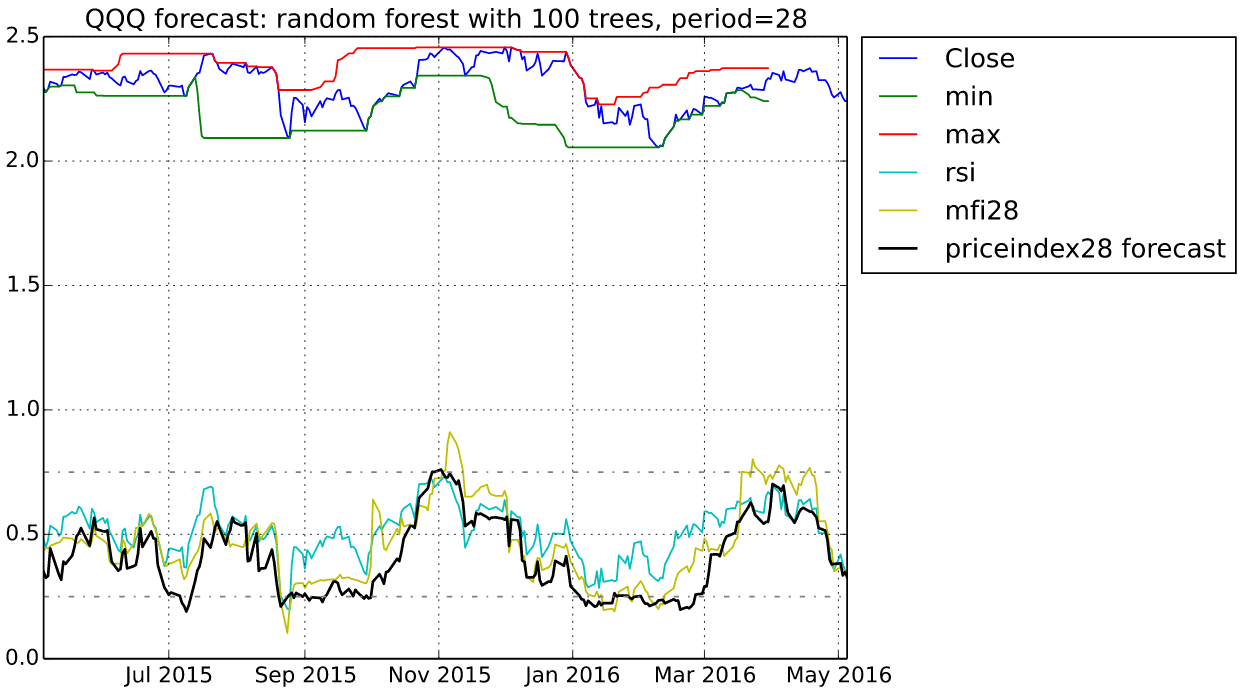 QQQ forecast: random forest with 100 trees, period=28
2.5
2.0
1.5
1.0
0.5
0.0
Jul 2015 Sep 2015 Nov 2015 Jan 2016 Mar 2016 May 2016
Close
min
max
rsi
mfi28
priceindex28 forecast